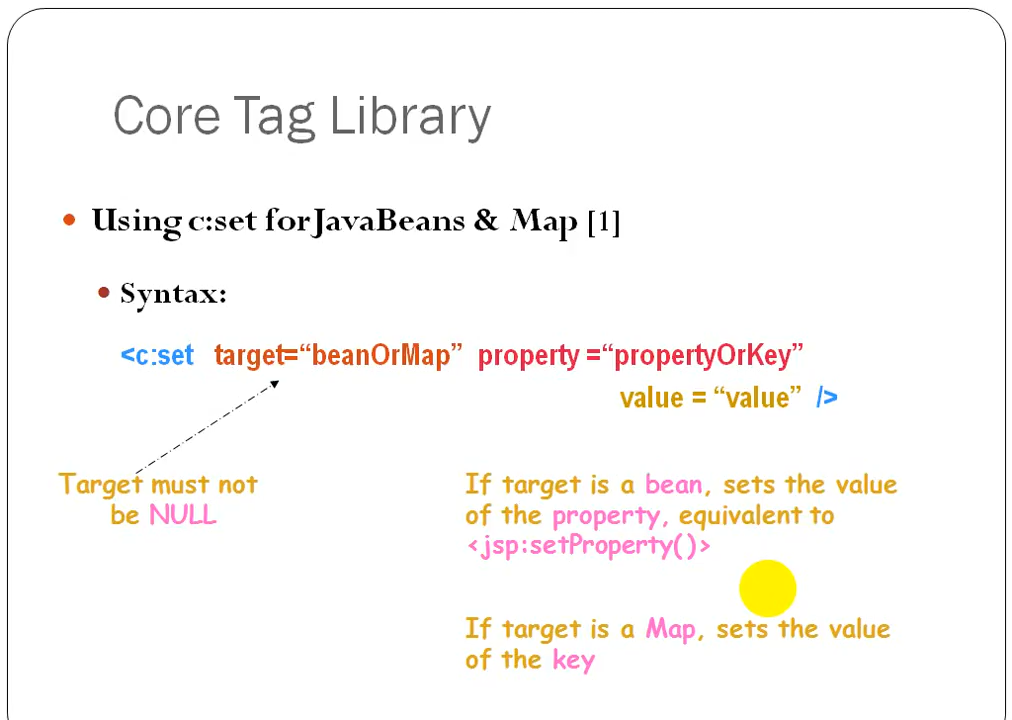 Core Tag Library
Using c:set for JavaBeans & Map [1]
Syntax:
<c:set target=“beanOrMap” property =“propertyOrKey”
value = “value” />
Target must not
be NULL
If target is a bean, sets the value
of the property, equivalent to
<jsp:setProperty()>
If target is a Map, sets the value
of the key